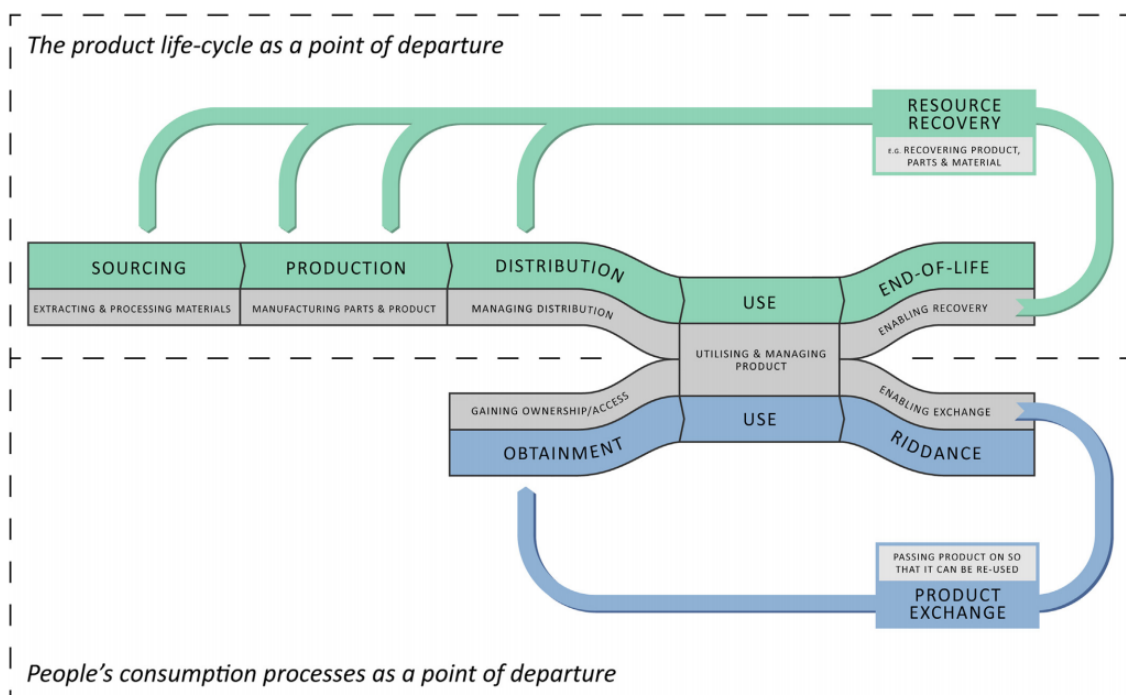 The product life-cycle as a point of departure
RESOURCE
RECOVERY
E.G. RECOVERING PRODUCT,
PARTS & MATERIAL
SOURCING
PRODUCTION
DISTRIBUTION
USE
END-OF-LIFE
EXTRACTING & PROCESSING MATERIALS
MANUFACTURING PARTS & PRODUCT
MANAGING DISTRIBUTION
ENABLING RECOVERY
UTILISING & MANAGING
PRODUCT
GAINING OWNERSHIP/ACCESS
ENABLING EXCHANGE
OBTAINMENT
USE
RIDDANCE
PASSING PRODUCT ON SO
THAT IT CAN BE RE-USED
PRODUCT
EXCHANGE
People's consumption processes as a point of departure